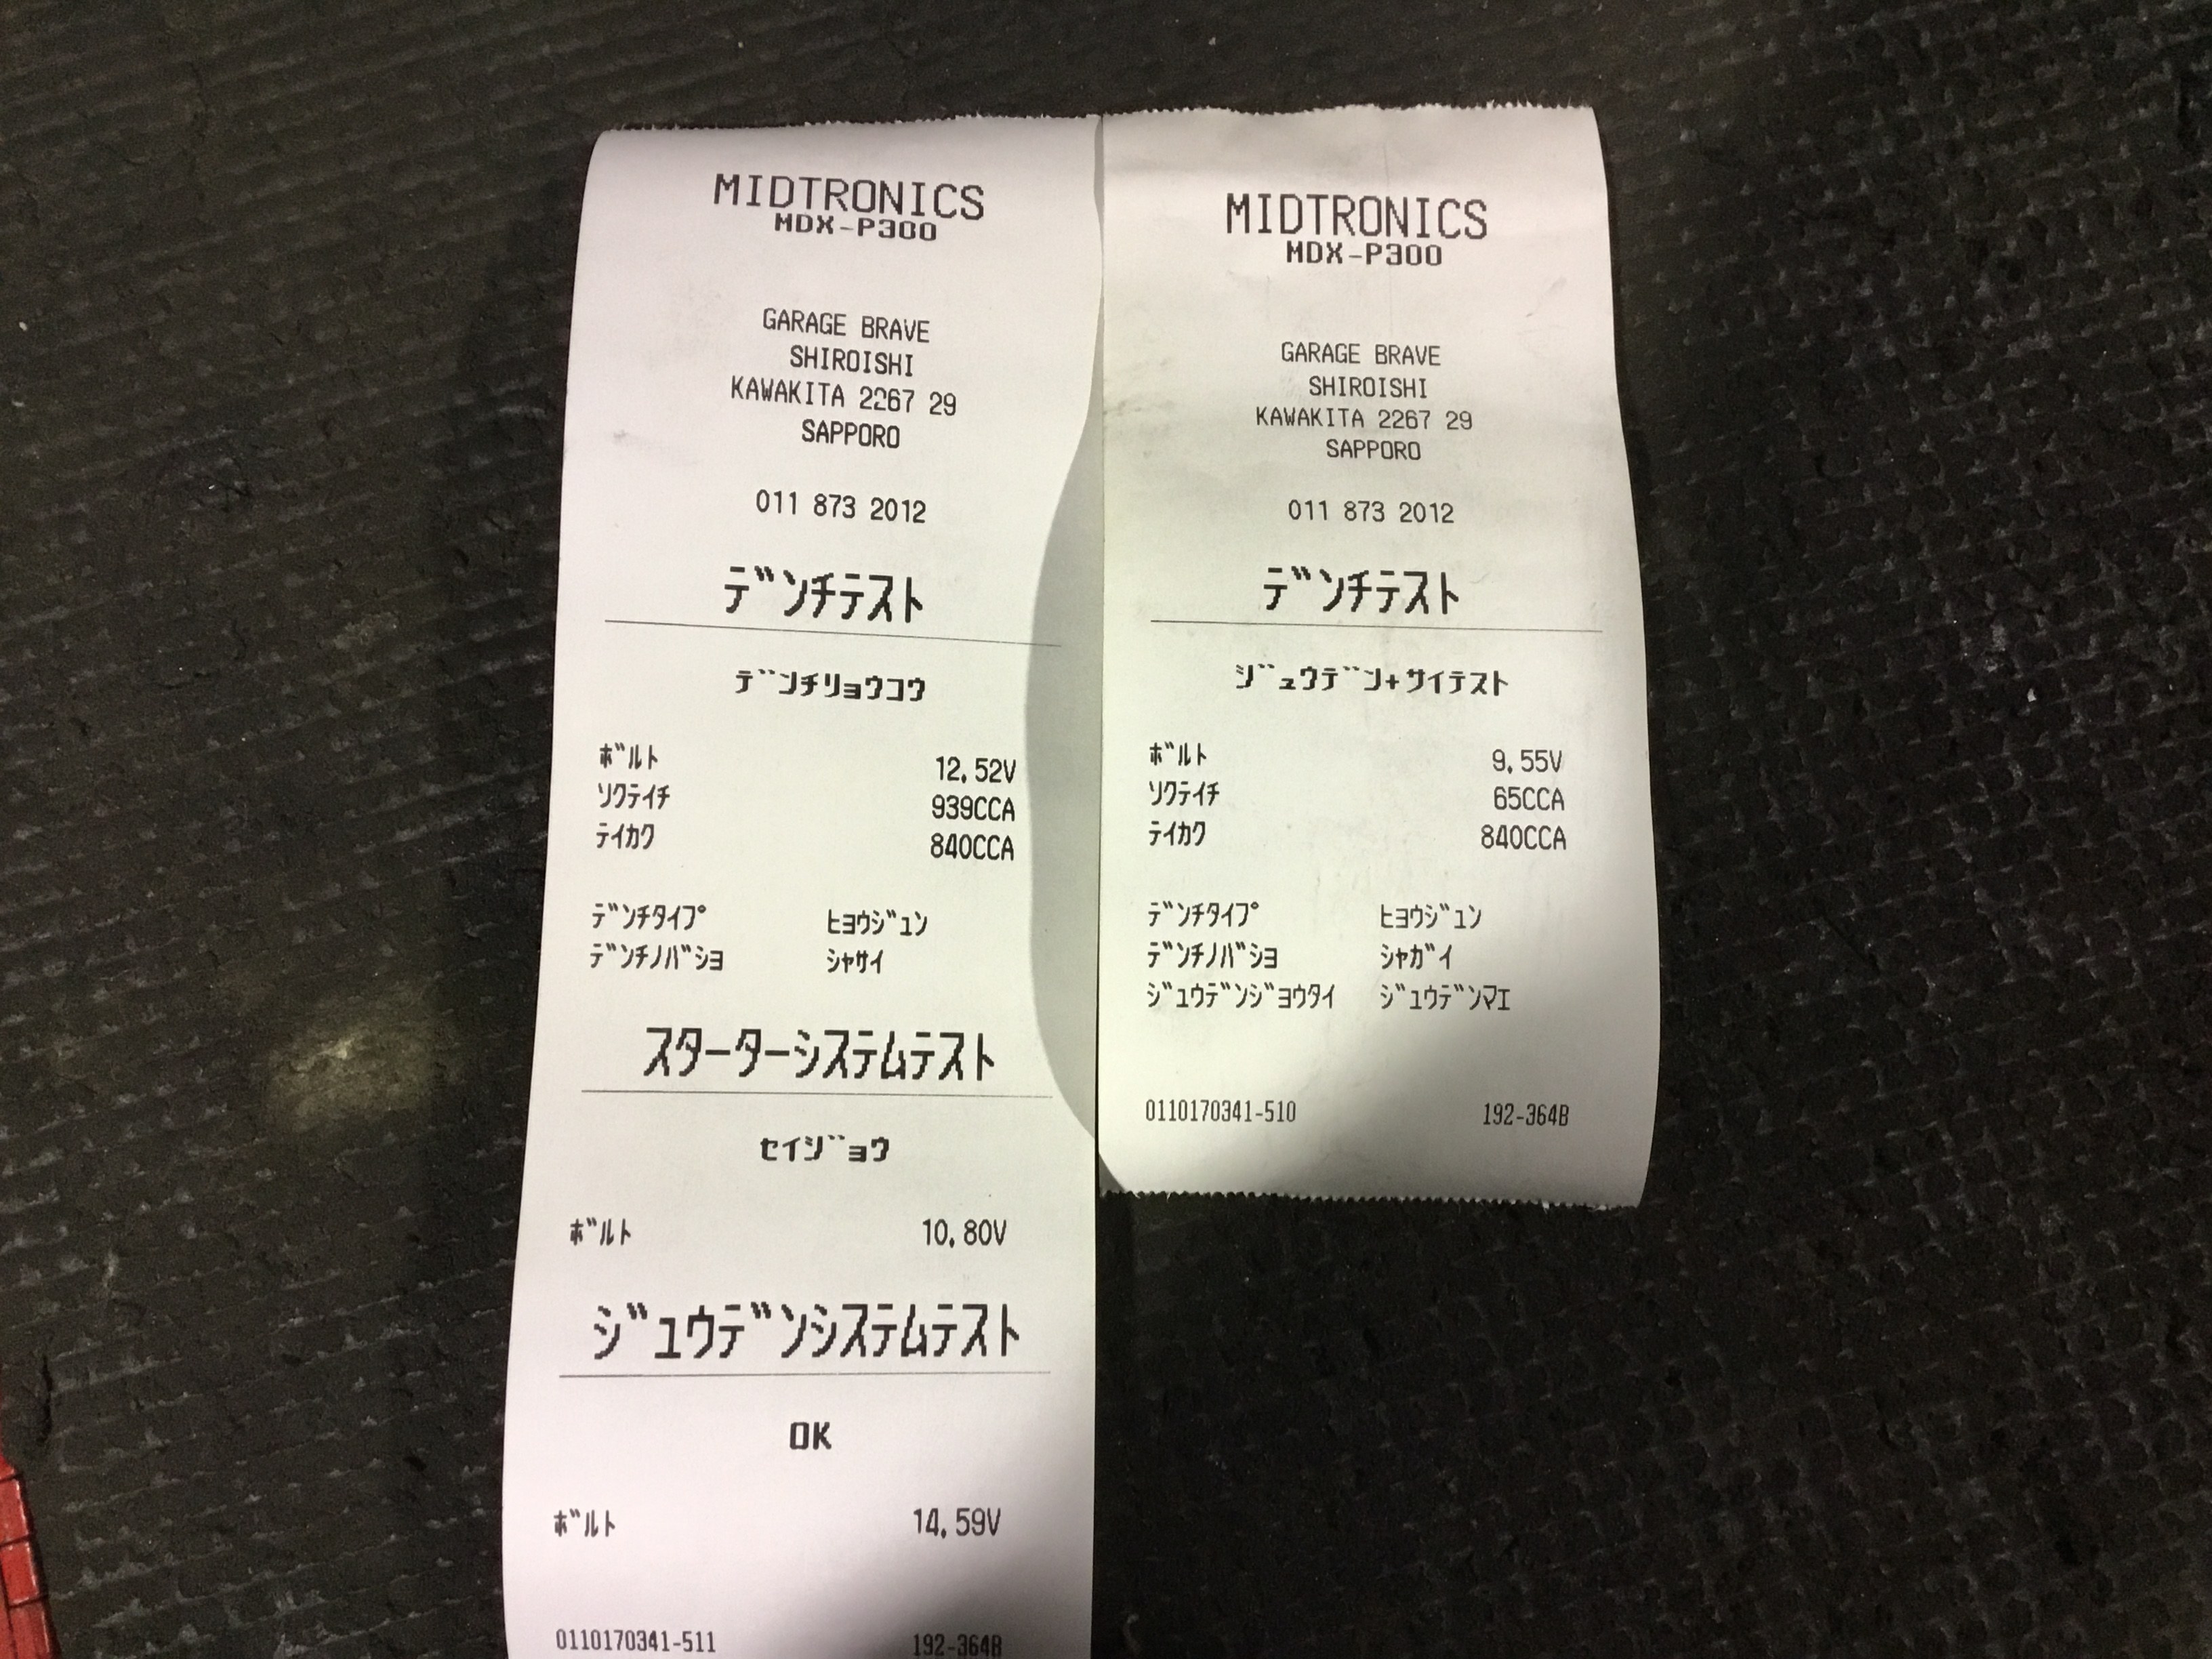 MIDTRONICS
MDX-P300
GARAGE BRAVE
SHIROISHI
KAWAKITA 2267 29
SAPPORO
011 873 2012
デンチテスト
デンチリョウコウ
ボルト 12.52V
ソクテイチ 939CCA
テイカク 840CCA
デンチタイプ ヒョウジュン
デンチノバショ シャサイ
スターターシステムテスト
セイジョウ
ボルト 10.80V
ジュウデンシステムテスト
OK
ボルト 14.59V
0110170341-511 192-364B
MIDTRONICS
MDX-P300
GARAGE BRAVE
SHIROISHI
KAWAKITA 2267 29
SAPPORO
011 873 2012
デンチテスト
ジュウデン+サイテスト
ボルト 9.55V
ソクテイチ 65CCA
テイカク 840CCA
デンチタイプ ヒョウジュン
デンチノバショ シャガイ
ジュウデンジョウタイ ジュウデンマエ
0110170341-510 192-364B